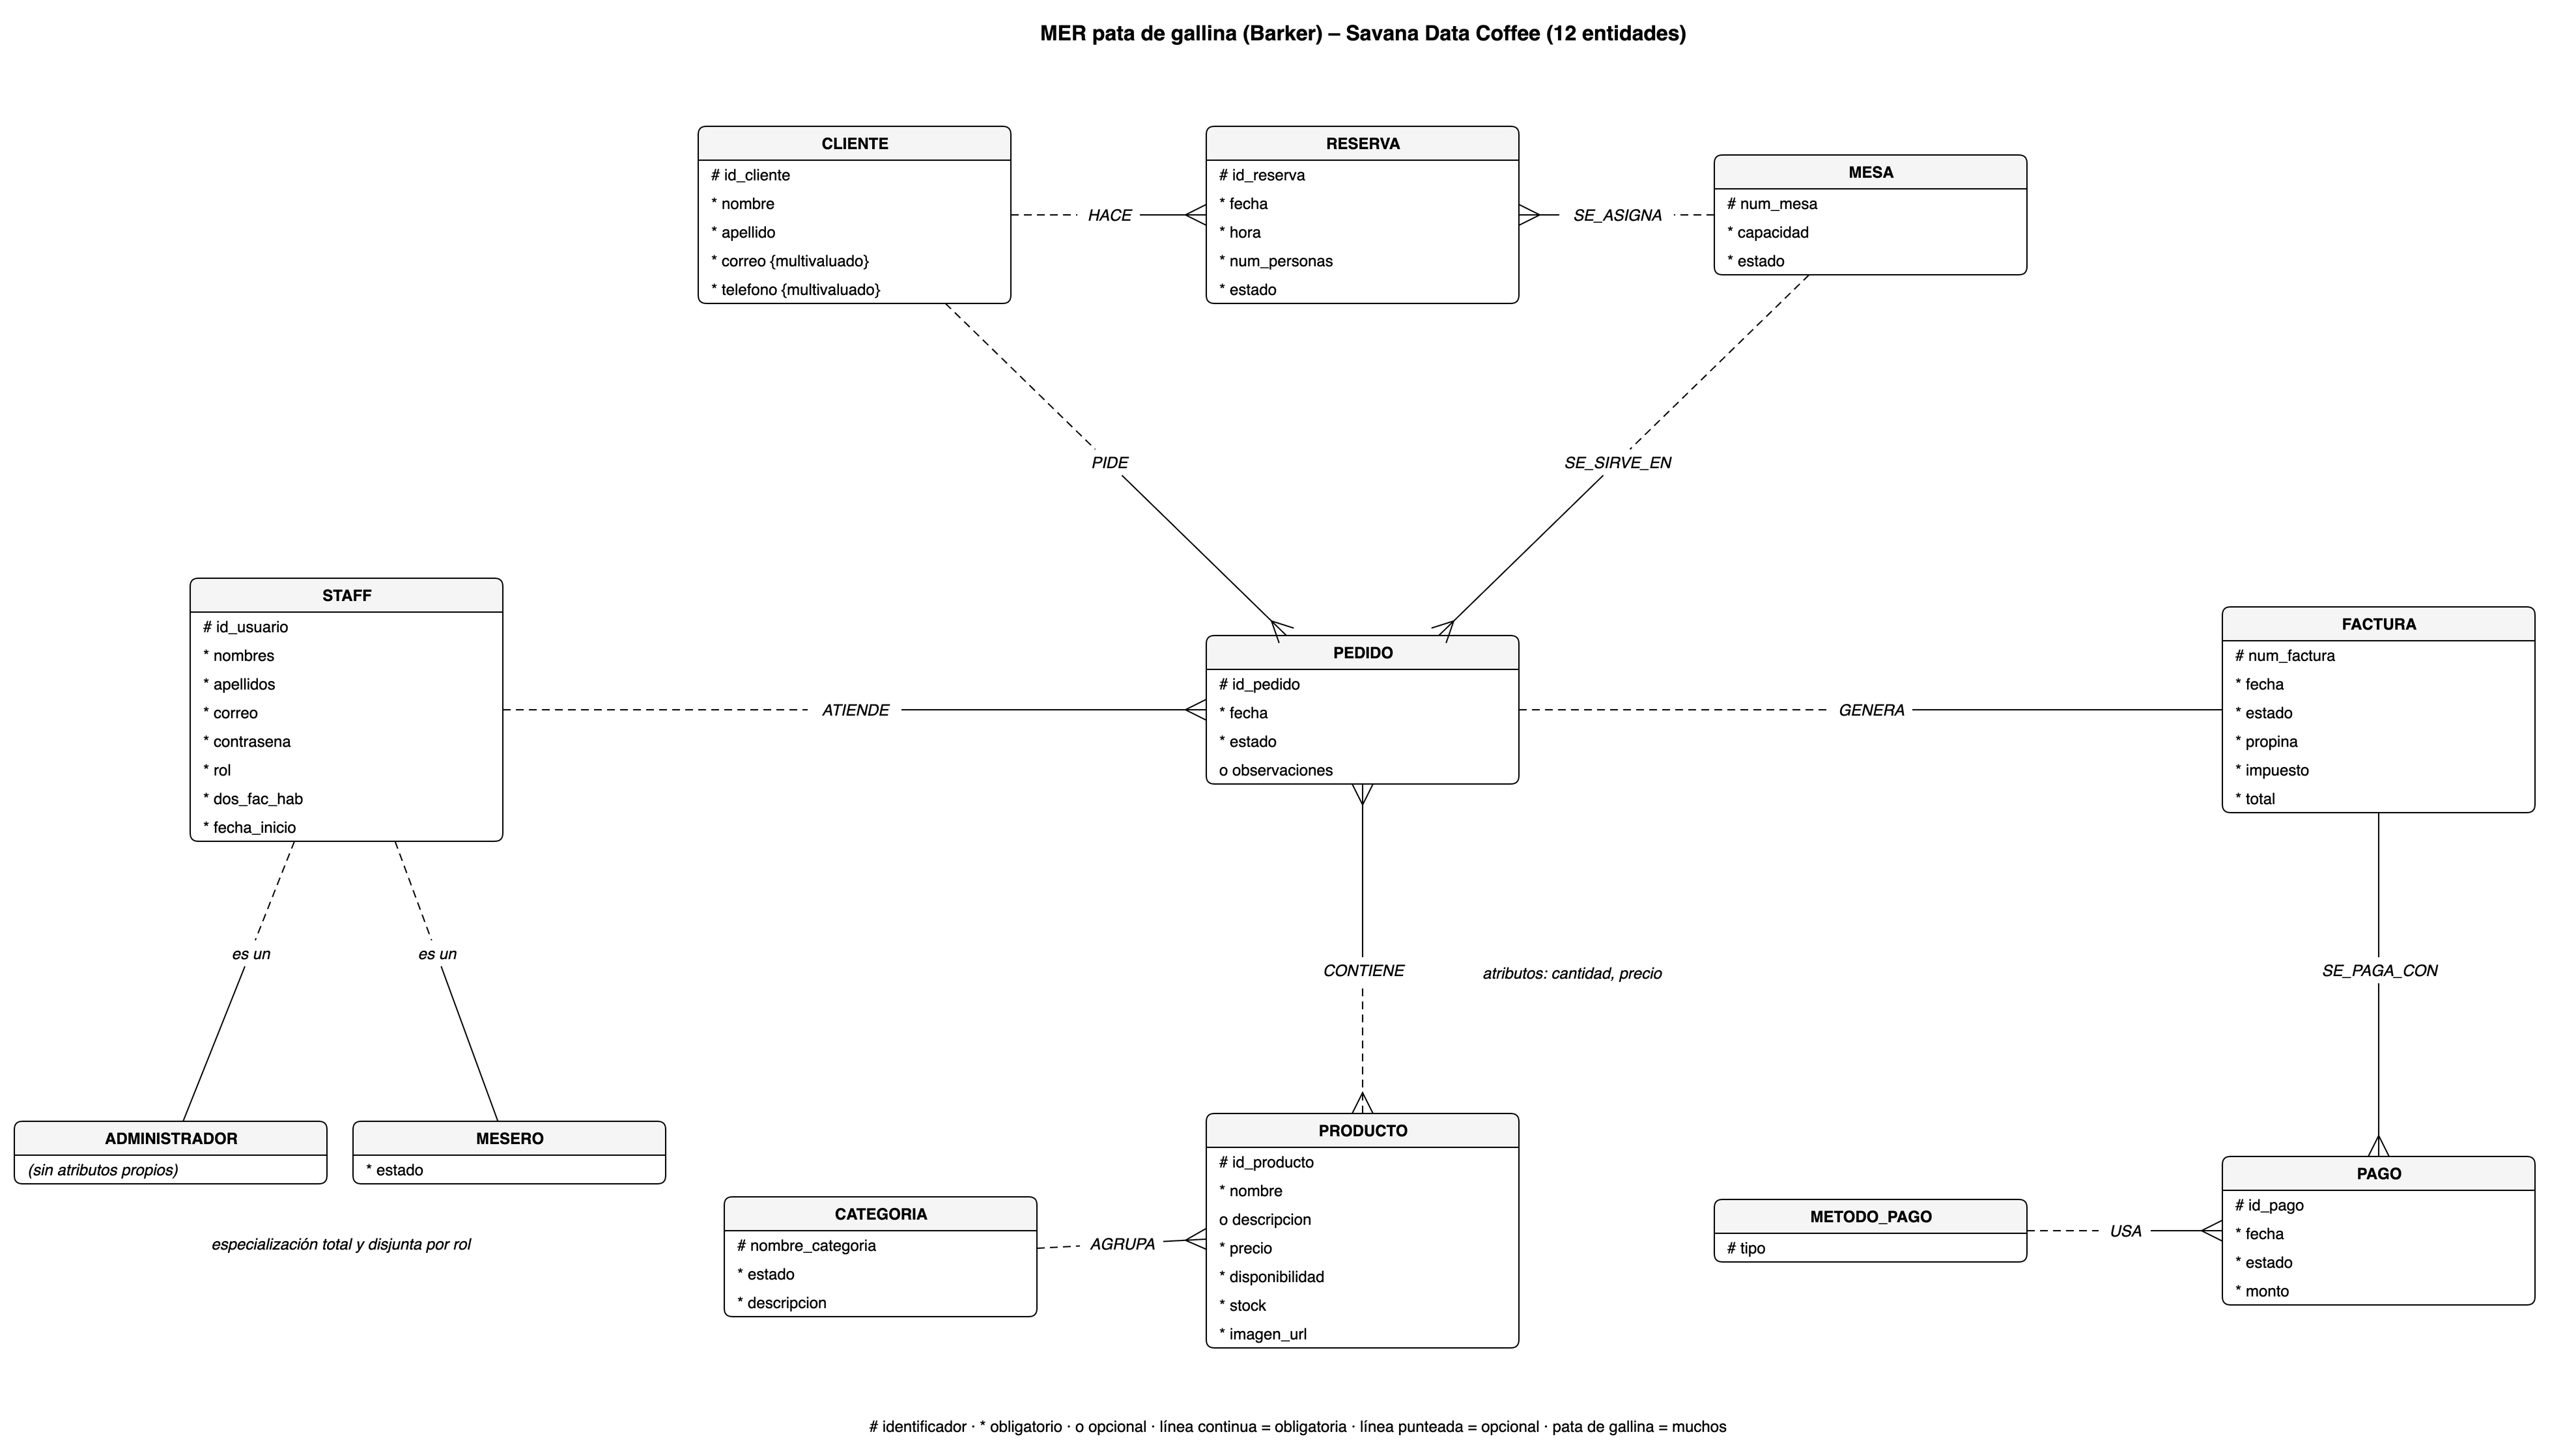 MER pata de gallina (Barker) – Savana Data Coffee (12 entidades)
CLIENTE
# id_cliente
* nombre
* apellido
* correo {multivaluado}
* telefono {multivaluado}
HACE
RESERVA
# id_reserva
* fecha
* hora
* num_personas
* estado
SE_ASIGNA
MESA
# num_mesa
* capacidad
* estado
PIDE
SE_SIRVE_EN
STAFF
# id_usuario
* nombres
* apellidos
* correo
* contrasena
* rol
* dos_fac_hab
* fecha_inicio
ATIENDE
PEDIDO
# id_pedido
* fecha
* estado
o observaciones
GENERA
FACTURA
# num_factura
* fecha
* estado
* propina
* impuesto
* total
es un
es un
CONTIENE
atributos: cantidad, precio
SE_PAGA_CON
ADMINISTRADOR
(sin atributos propios)
MESERO
* estado
especialización total y disjunta por rol
CATEGORIA
# nombre_categoria
* estado
* descripcion
AGRUPA
PRODUCTO
# id_producto
* nombre
o descripcion
* precio
* disponibilidad
* stock
* imagen_url
METODO_PAGO
# tipo
USA
PAGO
# id_pago
* fecha
* estado
* monto
# identificador · * obligatorio · o opcional · línea continua = obligatoria · línea punteada = opcional · pata de gallina = muchos